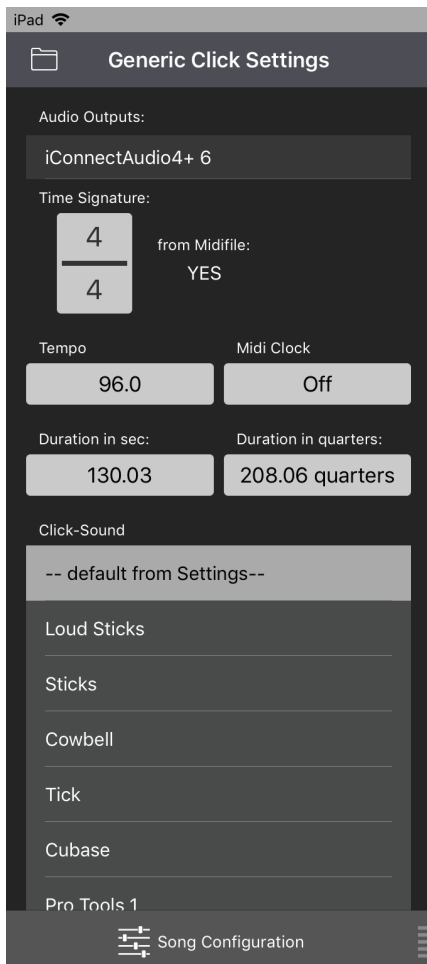 iPad
Generic Click Settings
Audio Outputs:
iConnectAudio4+ 6
Time Signature:
4
4
from Midifile:
YES
Tempo
Midi Clock
96.0
Off
Duration in sec:
Duration in quarters:
130.03
208.06 quarters
Click-Sound
-- default from Settings--
Loud Sticks
Sticks
Cowbell
Tick
Cubase
Pro Tools 1
Song Configuration